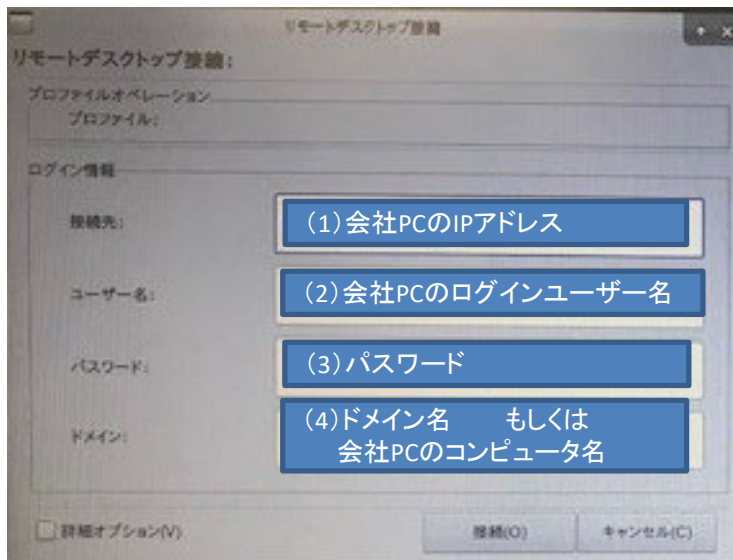 リモートデスクトップ接続
リモートデスクトップ接続:
プロファイルオペレーション
プロファイル:
ログイン情報
接続先:
(1)会社PCのIPアドレス
ユーザー名:
(2)会社PCのログインユーザー名
パスワード:
(3)パスワード
ドメイン:
(4)ドメイン名 もしくは
会社PCのコンピュータ名
詳細オプション(V)
接続(O)
キャンセル(C)